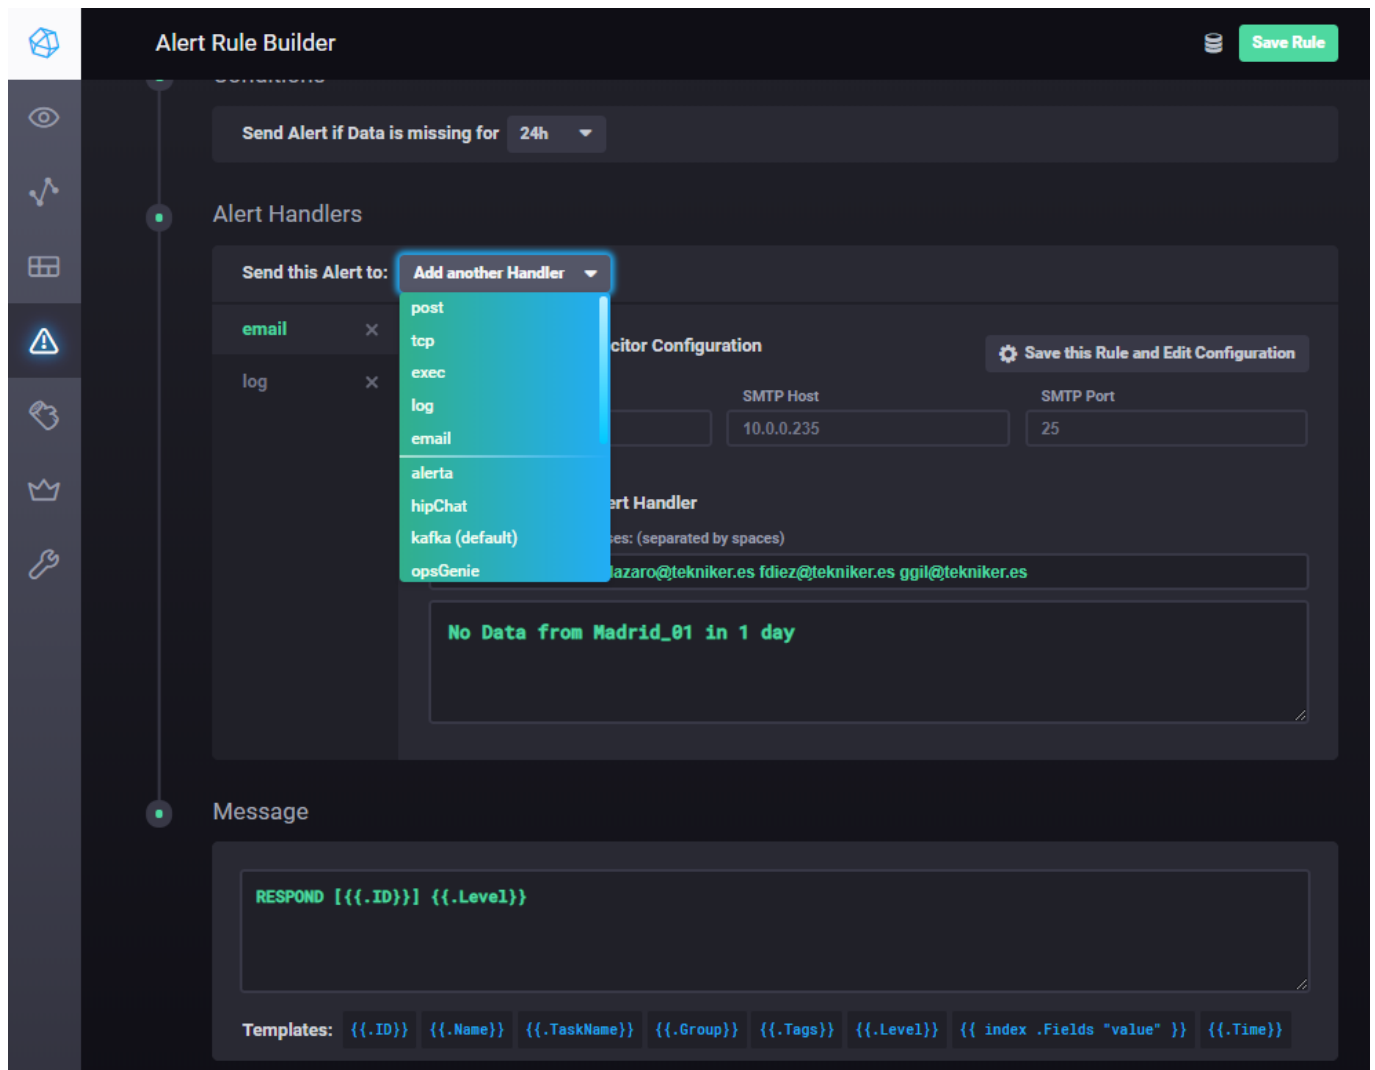 Alert Rule Builder
Save Rule
Conditions
Send Alert if Data is missing for 24h
Alert Handlers
Send this Alert to: Add another Handler
email
log
post
tcp
exec
log
email
alerta
hipChat
kafka (default)
opsGenie
citor Configuration
Save this Rule and Edit Configuration
SMTP Host
SMTP Port
10.0.0.235
25
ert Handler
ses: (separated by spaces)
lazaro@tekniker.es fdiez@tekniker.es ggil@tekniker.es
No Data from Madrid_01 in 1 day
Message
RESPOND [{{.ID}}] {{.Level}}
Templates: {{.ID}} {{.Name}} {{.TaskName}} {{.Group}} {{.Tags}} {{.Level}} {{ index .Fields "value" }} {{.Time}}